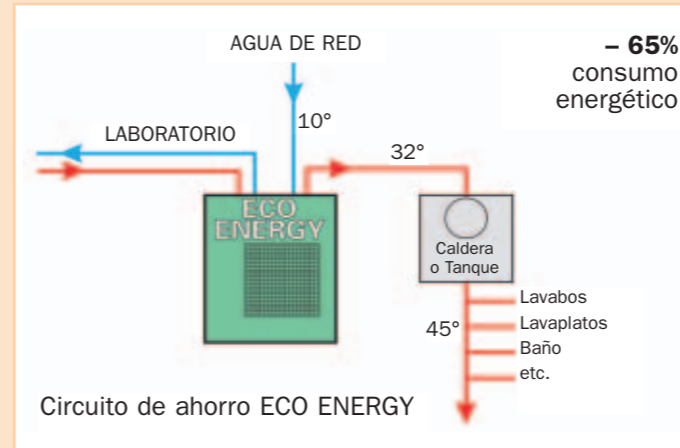 AGUA DE RED
– 65%
consumo
energético
10°
LABORATORIO
32°
ECO
ENERGY
Caldera
o Tanque
45°
Lavabos
Lavaplatos
Baño
etc.
Circuito de ahorro ECO ENERGY